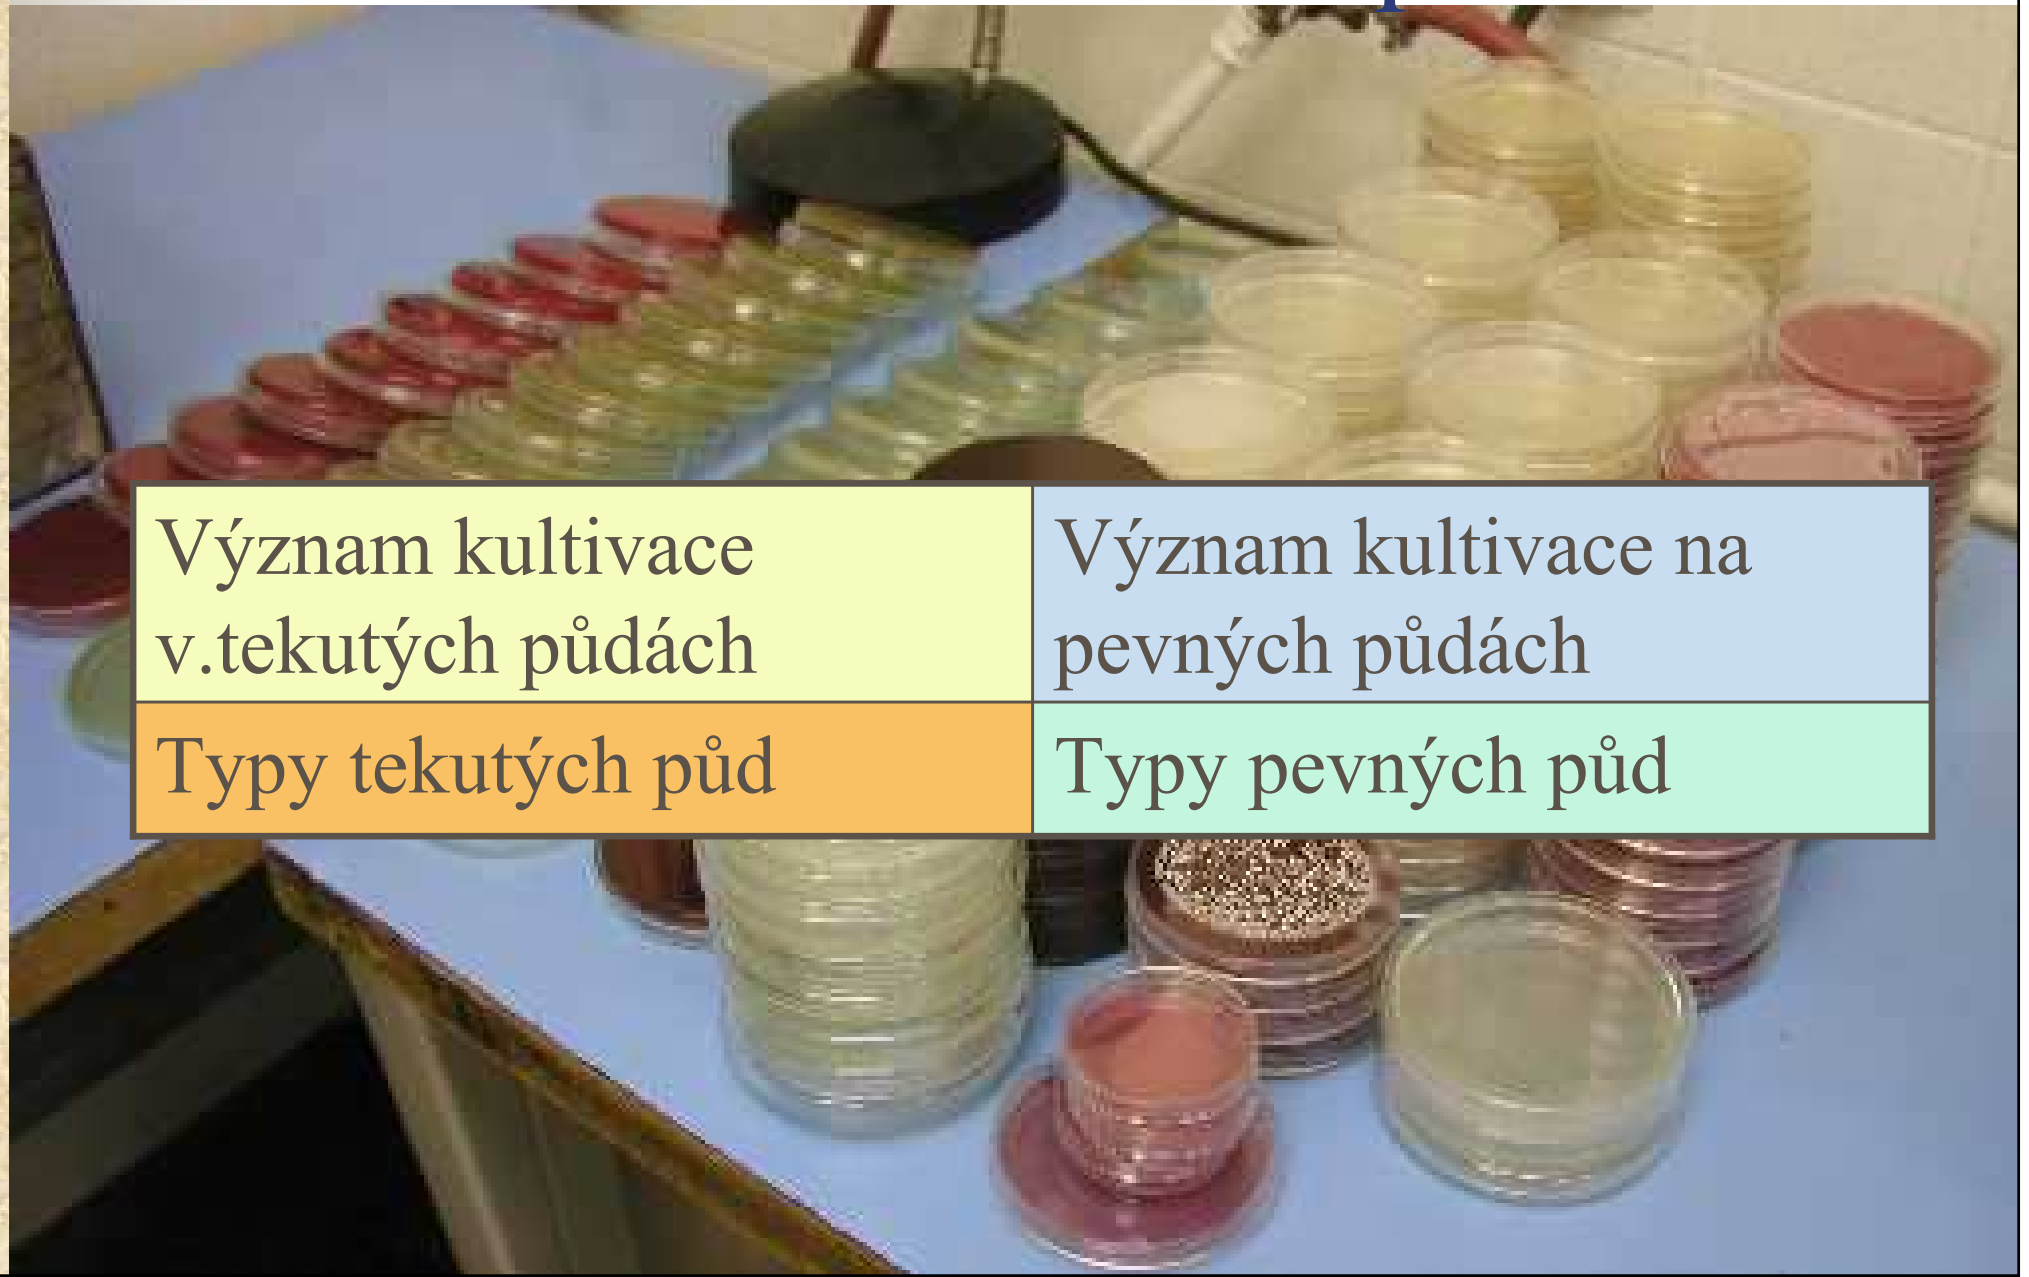 Význam kultivace
v.tekutých půdách
Význam kultivace na
pevných půdách
Typy tekutých půd
Typy pevných půd